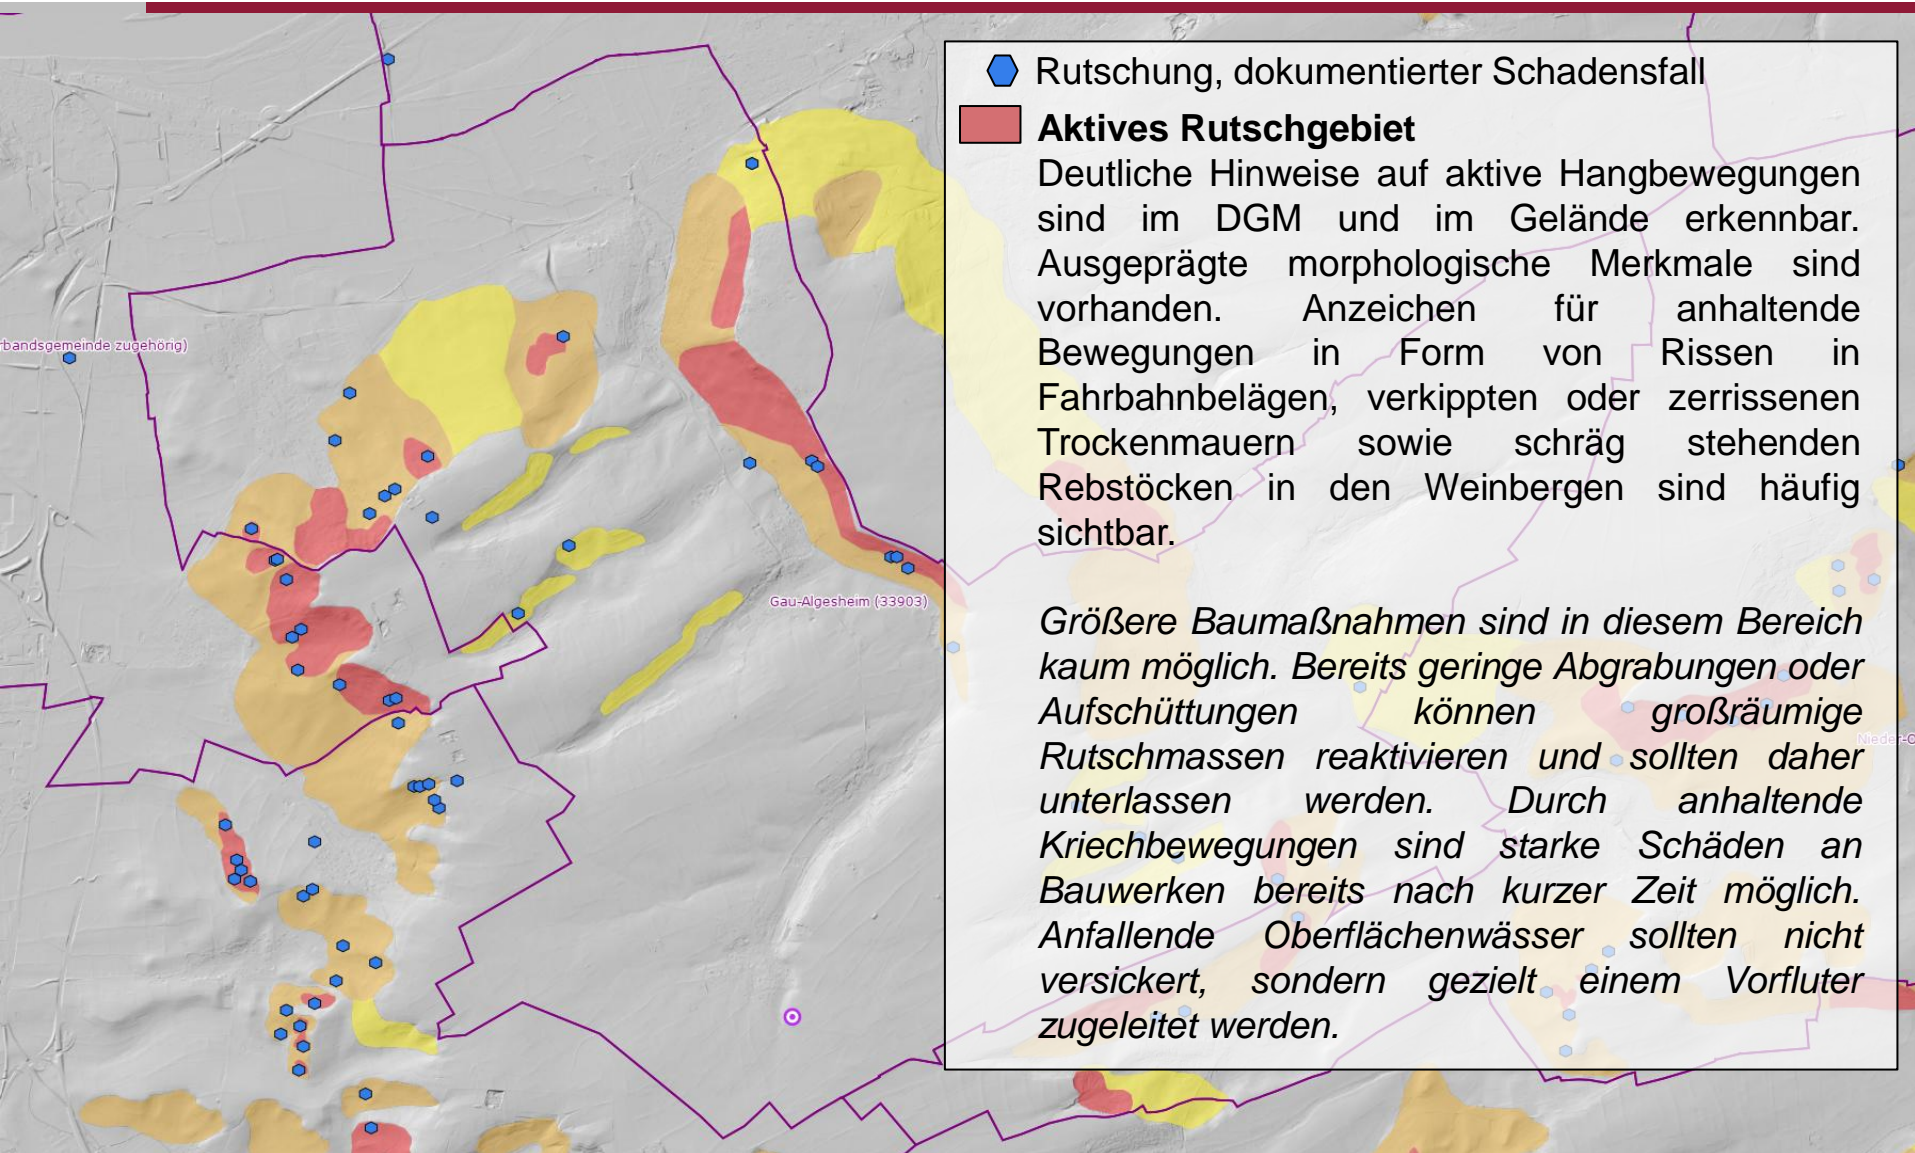 Rutschung, dokumentierter Schadensfall
Aktives Rutschgebiet
Deutliche Hinweise auf aktive Hangbewegungen
sind im DGM und im Gelände erkennbar.
Ausgeprägte morphologische Merkmale sind
vorhanden. Anzeichen für anhaltende
Bewegungen in Form von Rissen in
Fahrbahnbelägen, verkippten oder zerrissenen
Trockenmauern sowie schräg stehenden
Rebstöcken in den Weinbergen sind häufig
sichtbar.
Größere Baumaßnahmen sind in diesem Bereich
kaum möglich. Bereits geringe Abgrabungen oder
Aufschüttungen können großräumige
Rutschmassen reaktivieren und sollten daher
unterlassen werden. Durch anhaltende
Kriechbewegungen sind starke Schäden an
Bauwerken bereits nach kurzer Zeit möglich.
Anfallende Oberflächenwässer sollten nicht
versickert, sondern gezielt einem Vorfluter
zugeleitet werden.
rbandsgemeinde zugehörig)
Gau-Algesheim (33903)
Nieder-O